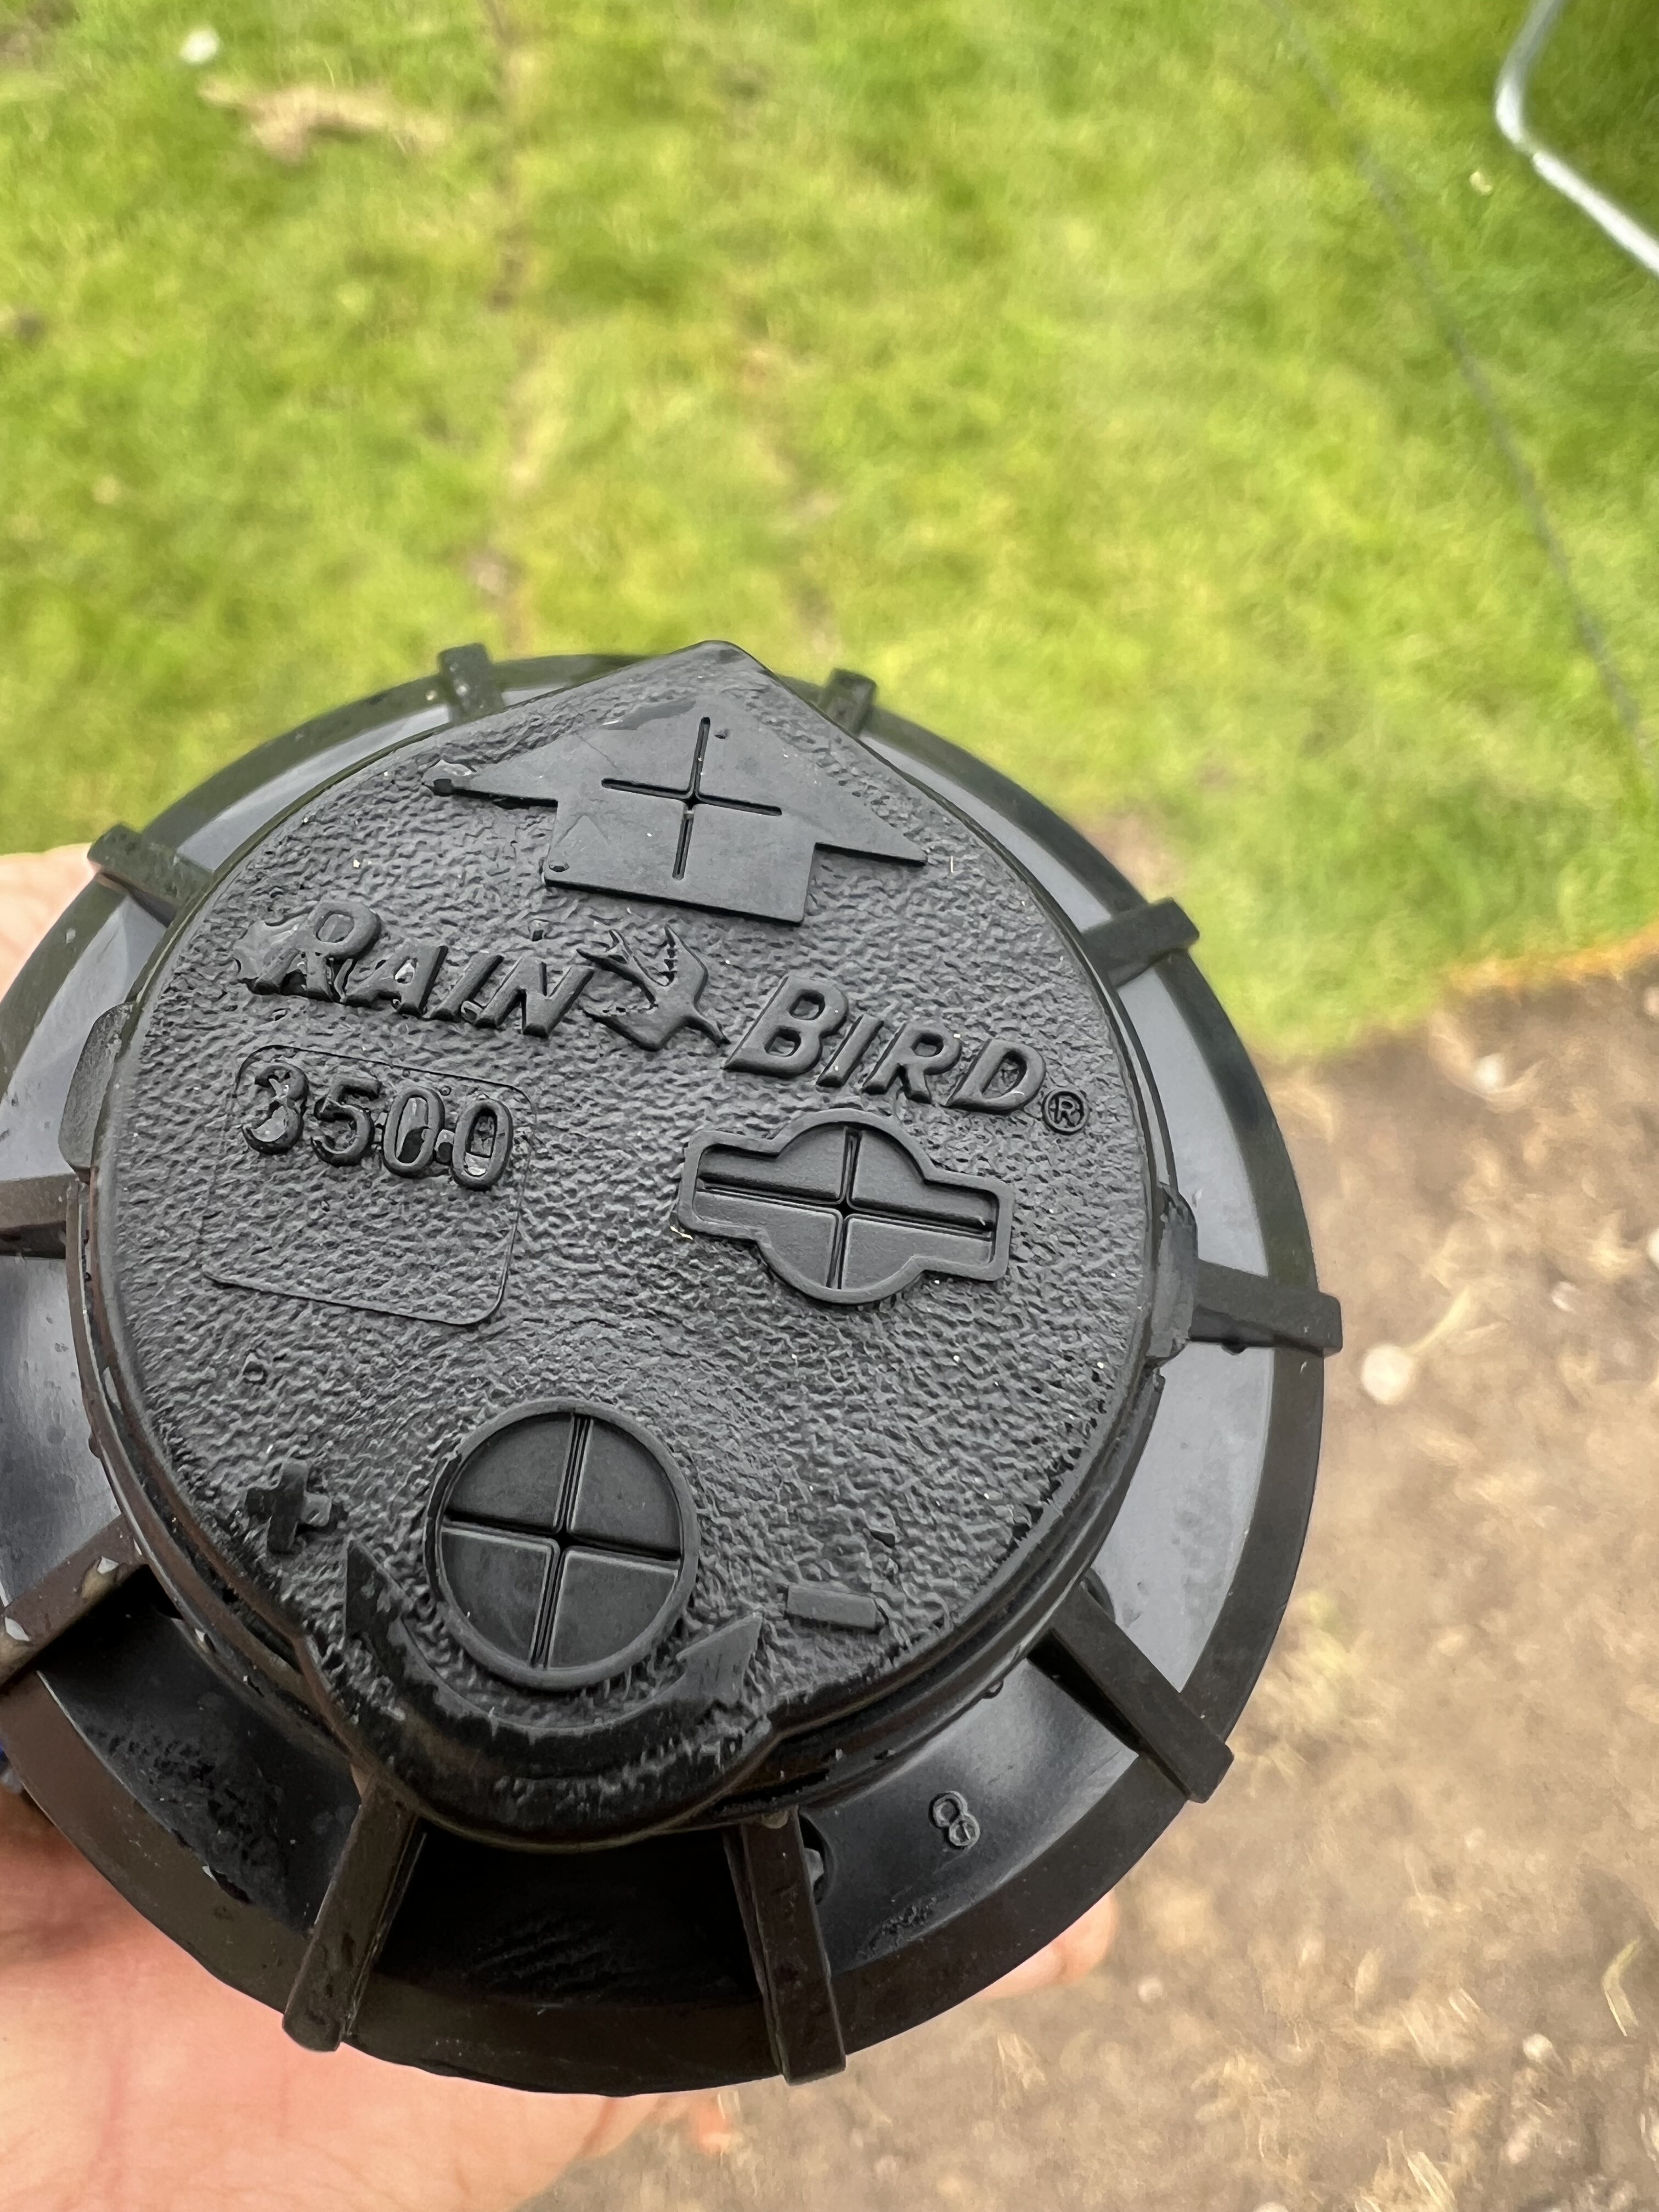 RAIN BIRD®
3500
+ -
8